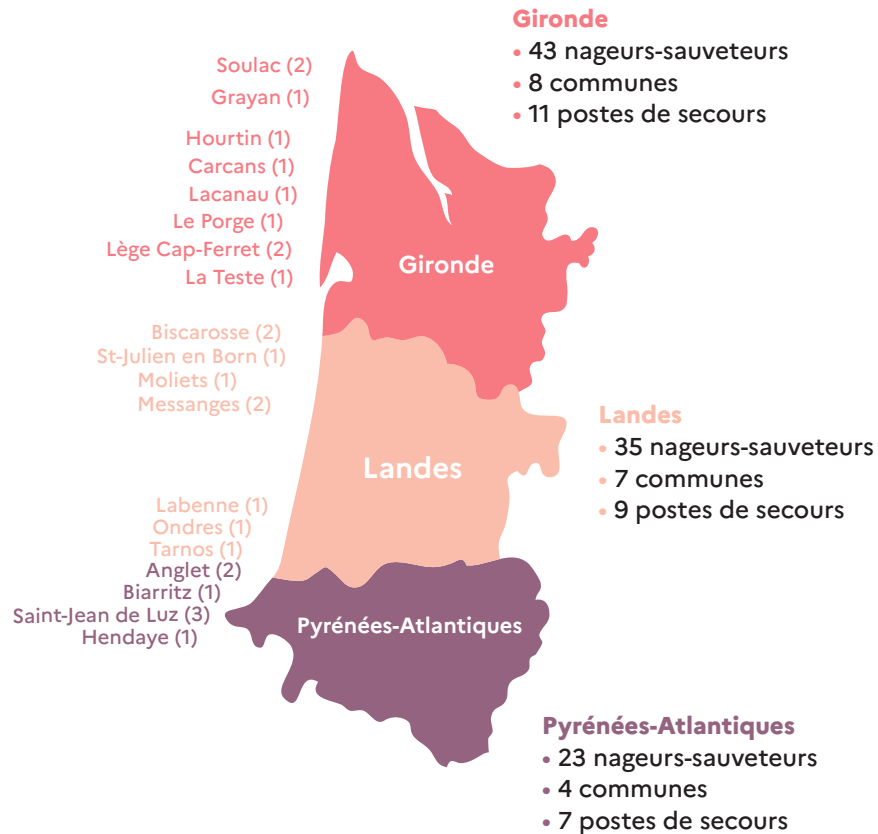 Gironde
• 43 nageurs-sauveteurs
• 8 communes
• 11 postes de secours
Soulac (2)
Grayan (1)
Hourtin (1)
Carcans (1)
Lacanau (1)
Le Porge (1)
Lège Cap-Ferret (2)
La Teste (1)
Gironde
Biscarosse (2)
St-Julien en Born (1)
Moliets (1)
Messanges (2)
Landes
• 35 nageurs-sauveteurs
• 7 communes
• 9 postes de secours
Landes
Labenne (1)
Ondres (1)
Tarnos (1)
Anglet (2)
Biarritz (1)
Saint-Jean de Luz (3)
Hendaye (1)
Pyrénées-Atlantiques
Pyrénées-Atlantiques
• 23 nageurs-sauveteurs
• 4 communes
• 7 postes de secours